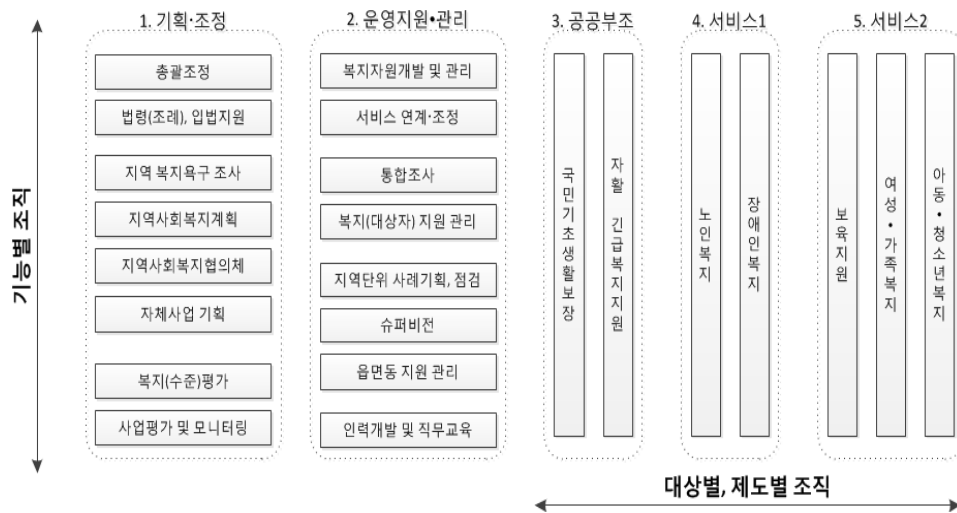 1. 기획·조정
총괄조정
법령(조례), 입법지원
지역 복지욕구 조사
지역사회복지계획
지역사회복지협의체
자체사업 기획
복지(수준)평가
사업평가 및 모니터링
2. 운영지원•관리
복지자원개발 및 관리
서비스 연계·조정
통합조사
복지(대상자) 지원 관리
지역단위 사례기획, 점검
슈퍼비전
읍면동 지원 관리
인력개발 및 직무교육
3. 공공부조
국민기초생활보장
자활 긴급복지지원
4. 서비스1
노인복지
장애인복지
5. 서비스2
보육지원
여성・가족복지
아동・청소년복지
기능별 조직
대상별, 제도별 조직